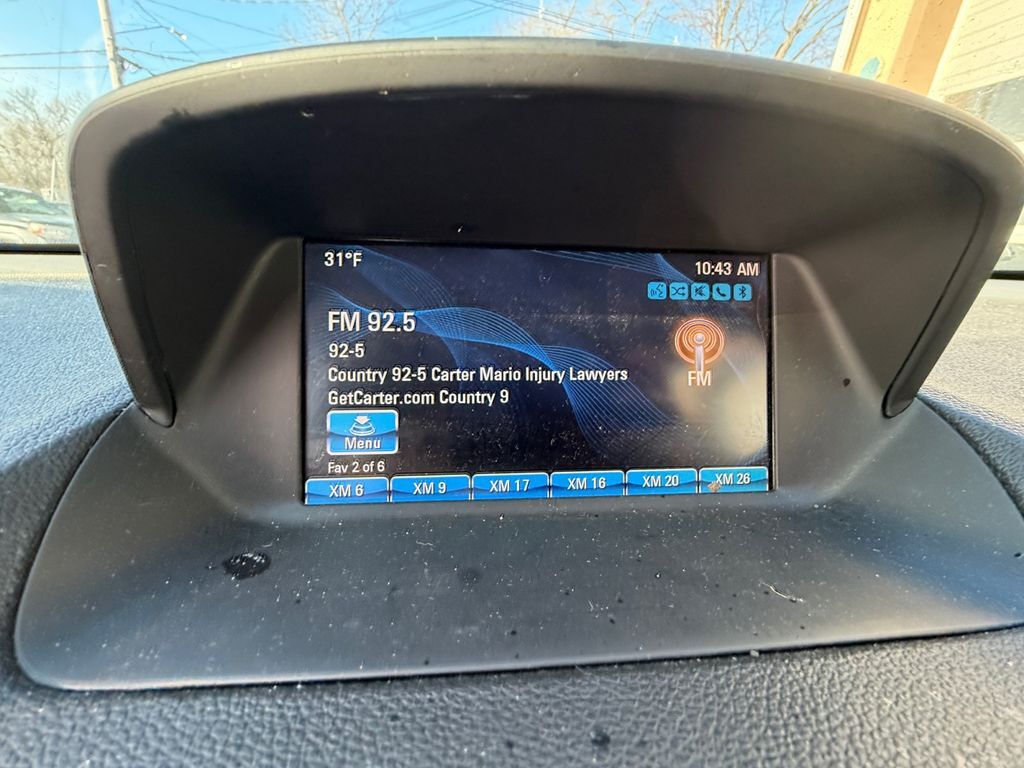 31°F
10:43 AM
FM 92.5
92-5
Country 92-5 Carter Mario Injury Lawyers
GetCarter.com Country 9
FM
Menu
Fav 2 of 6
XM 6 XM 9 XM 17 XM 16 XM 20 XM 26